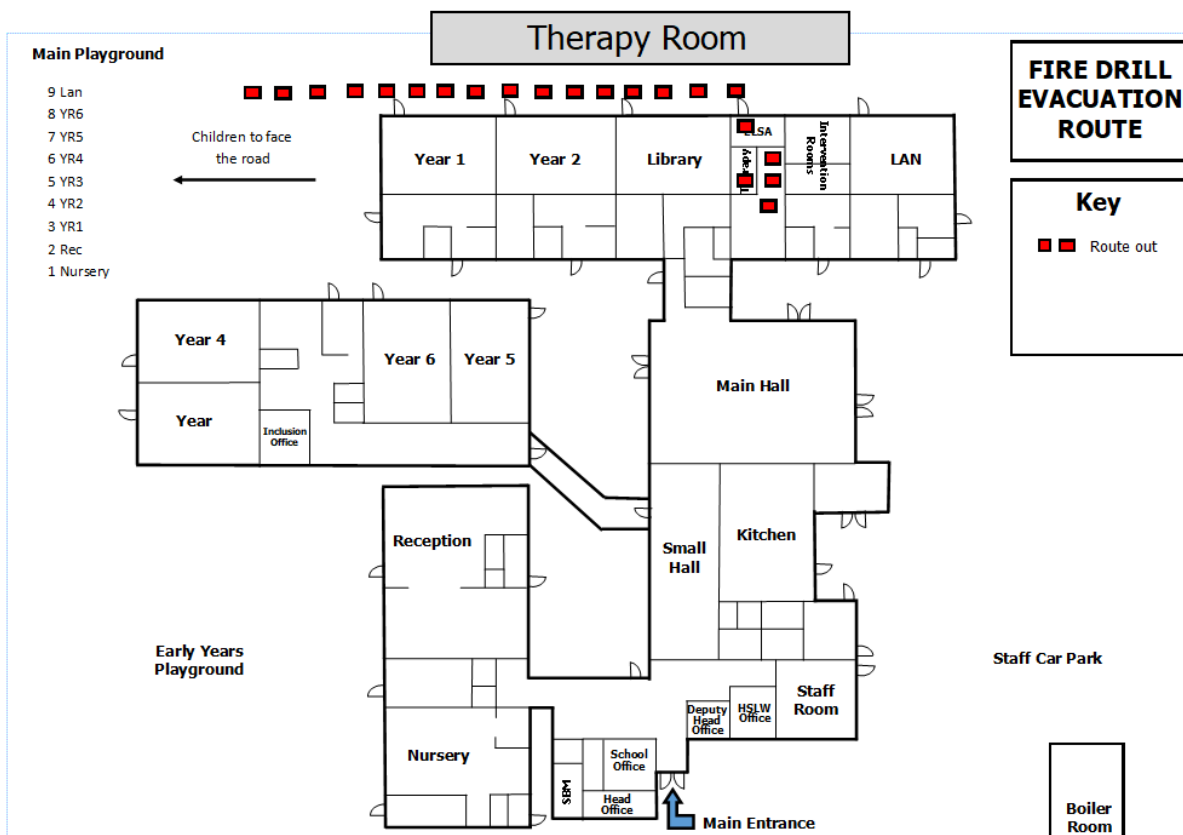 Therapy Room
Main Playground
9 Lan
8 YR6
7 YR5
6 YR4
5 YR3
4 YR2
3 YR1
2 Rec
1 Nursery
Children to face
the road
FIRE DRILL
EVACUATION
ROUTE
Key
Route out
Year 1
Year 2
Library
Intervention
Rooms
LAN
Year 4
Year 6
Year 5
Year
Inclusion
Office
Main Hall
Reception
Small
Hall
Kitchen
Early Years
Playground
Staff Car Park
Staff
Room
Deputy
Head
Office
HSLW
Office
Nursery
SBM
School
Office
Head
Office
Main Entrance
Boiler
Room